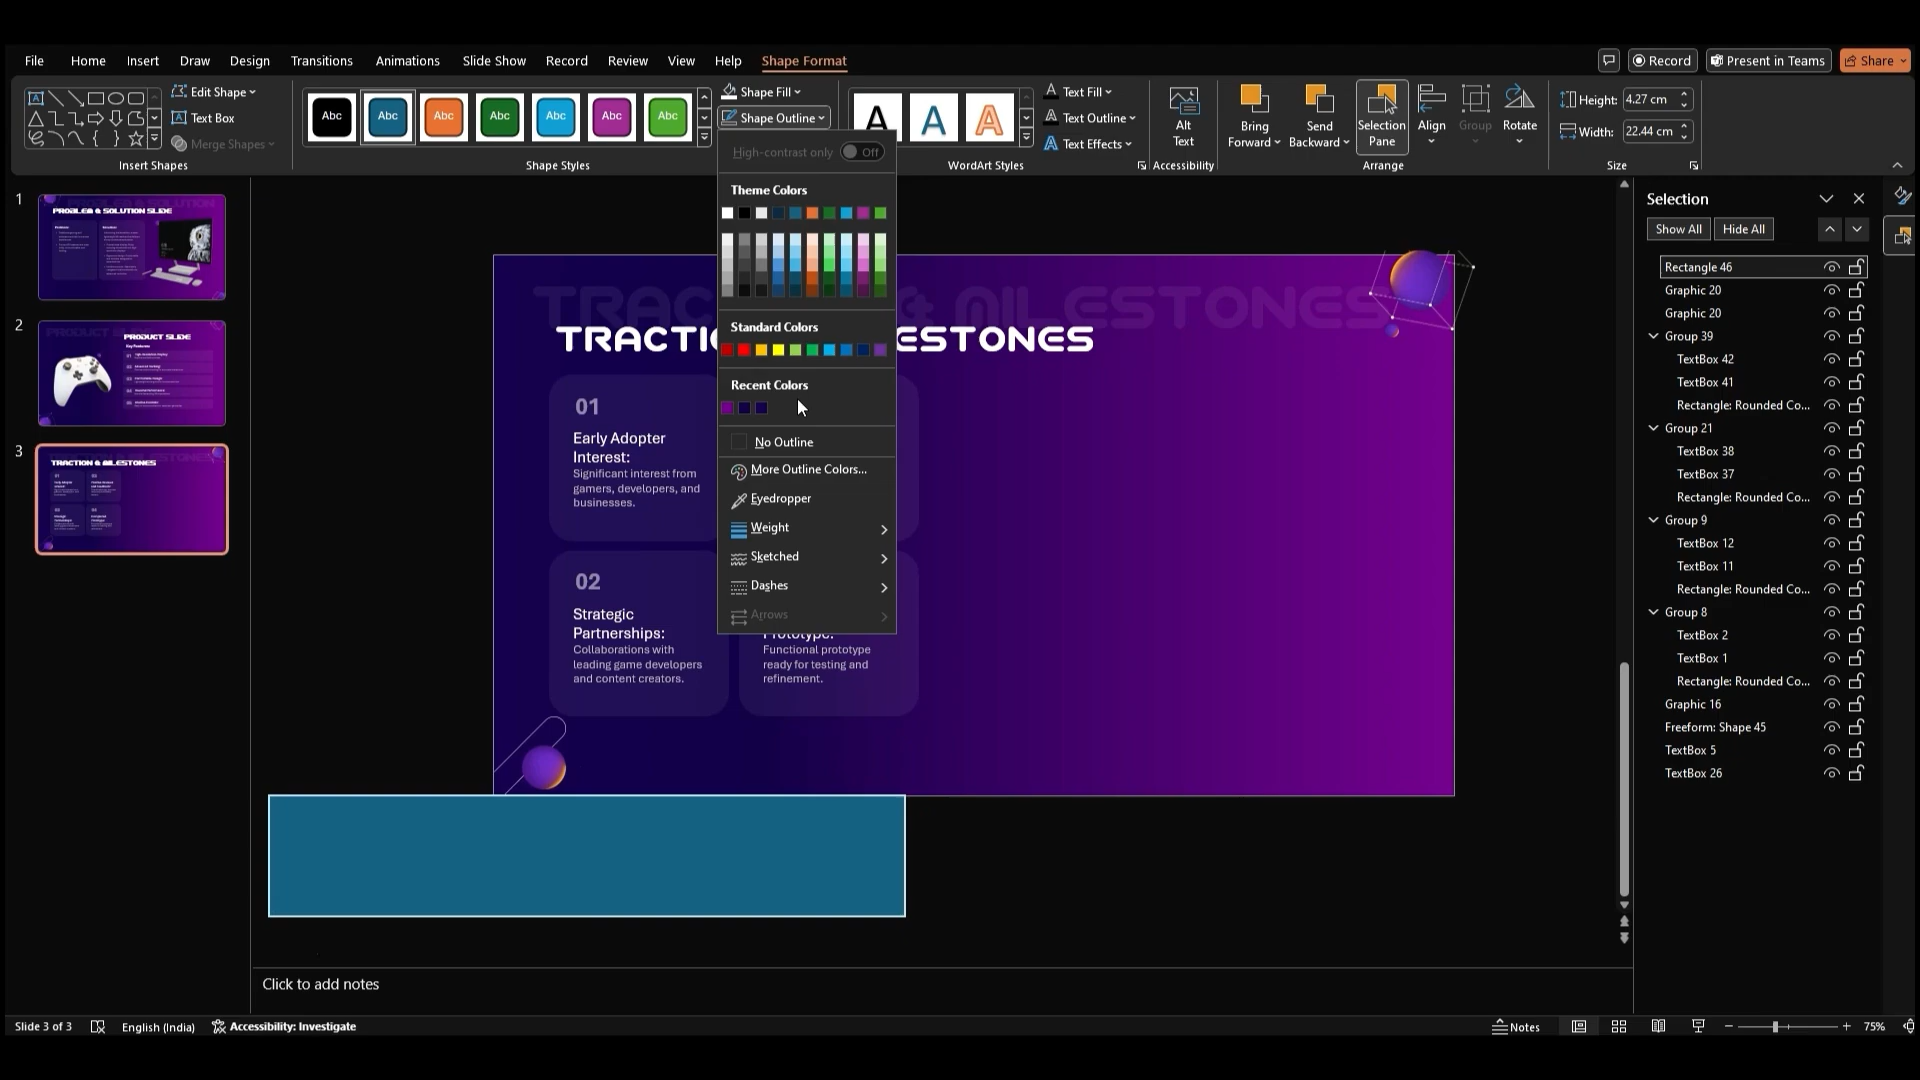 File Home Insert Draw Design Transitions Animations Slide Show Record Review View Help Shape Format
Record Present in Teams Share
Edit Shape
Text Box
Merge Shapes
Insert Shapes
Abc Abc Abc Abc Abc Abc Abc
Shape Styles
Shape Fill
Shape Outline
A A A
WordArt Styles
Text Fill
Text Outline
Text Effects
Alt
Text
Accessibility
Bring
Forward
Send
Backward
Selection
Pane
Align
Group
Rotate
Arrange
Height: 4.27 cm
Width: 22.44 cm
Size
High-contrast only Off
Theme Colors
Standard Colors
Recent Colors
No Outline
More Outline Colors...
Eyedropper
Weight
Sketched
Dashes
Arrows
1
PROBLEM & SOLUTION SLIDE
2
PRODUCT SLIDE
Key Features
3
TRACTION & MILESTONES
TRACTI
ESTONES
01
Early Adopter
Interest:
Significant interest from
gamers, developers, and
businesses.
02
Strategic
Partnerships:
Collaborations with
leading game developers
and content creators.
Prototype:
Functional prototype
ready for testing and
refinement.
Selection
Show All Hide All
Rectangle 46
Graphic 20
Graphic 20
Group 39
TextBox 42
TextBox 41
Rectangle: Rounded Co...
Group 21
TextBox 38
TextBox 37
Rectangle: Rounded Co...
Group 9
TextBox 12
TextBox 11
Rectangle: Rounded Co...
Group 8
TextBox 2
TextBox 1
Rectangle: Rounded Co...
Graphic 16
Freeform: Shape 45
TextBox 5
TextBox 26
Click to add notes
Slide 3 of 3 English (India) Accessibility: Investigate Notes 75%